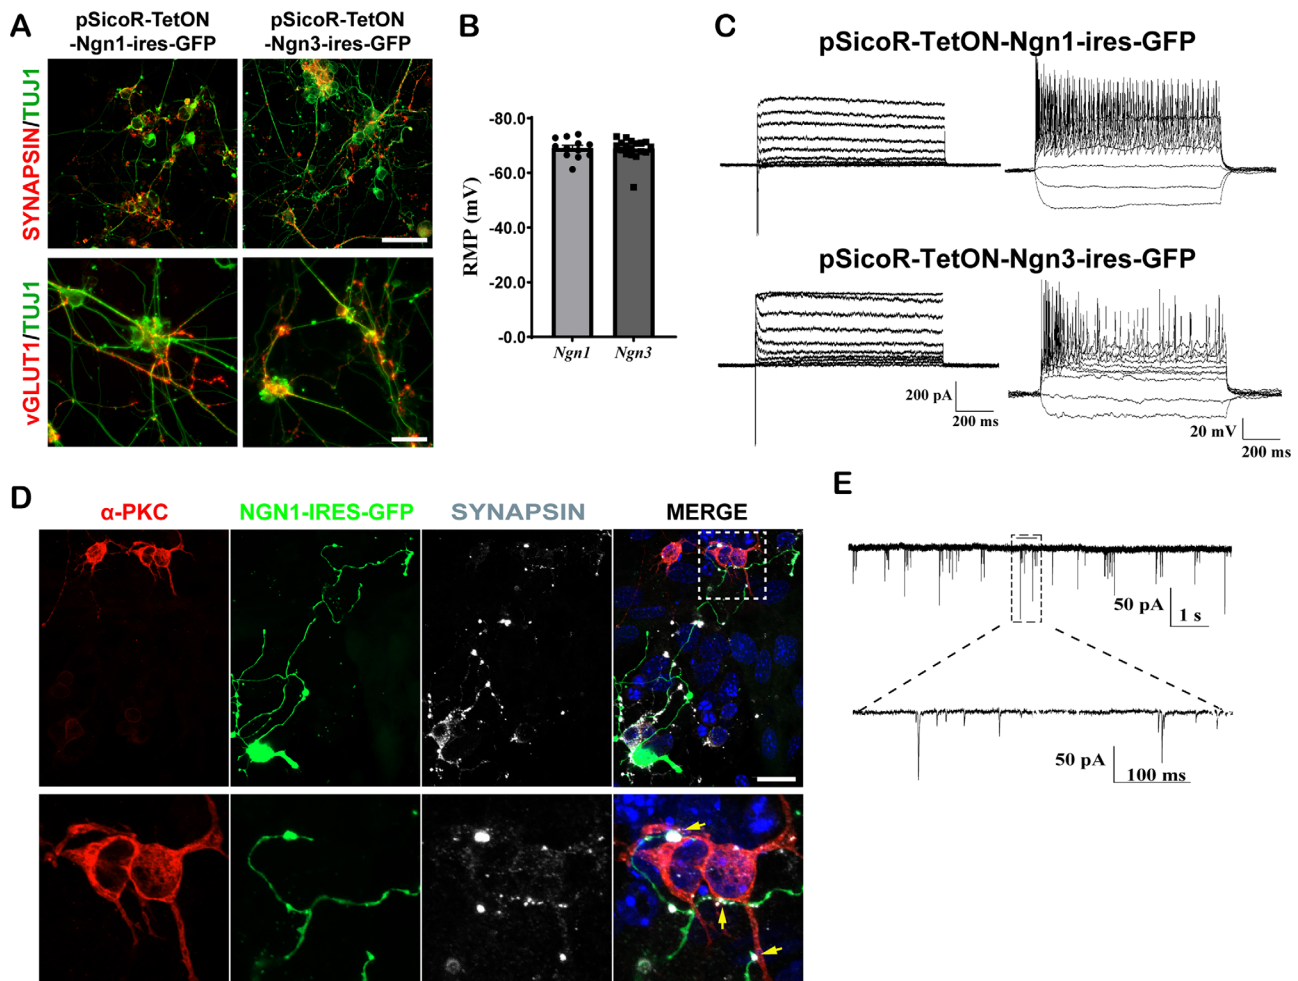 A
pSicoR-TetON
-Ngn1-ires-GFP
pSicoR-TetON
-Ngn3-ires-GFP
SYNAPSIN/TUJ1
vGLUT1/TUJ1
B
RMP (mV)
-80.0
-60.0
-40.0
-20.0
-0.0
Ngn1
Ngn3
C
pSicoR-TetON-Ngn1-ires-GFP
pSicoR-TetON-Ngn3-ires-GFP
200 pA
200 ms
20 mV
200 ms
D
α-PKC
NGN1-IRES-GFP
SYNAPSIN
MERGE
E
50 pA
1 s
50 pA
100 ms